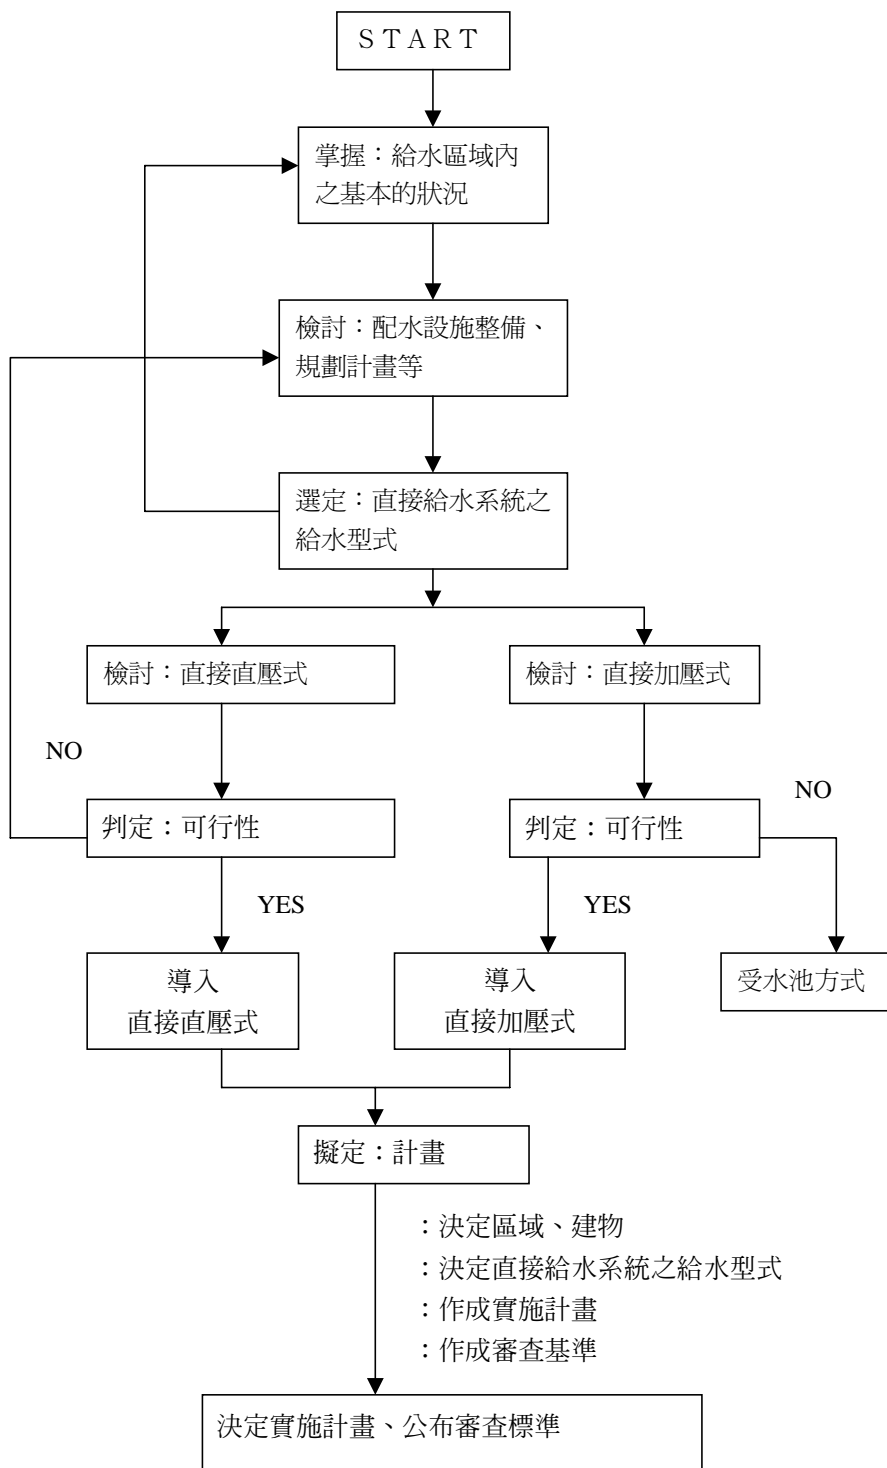 ＳＴＡＲＴ
掌握：給水區域內
之基本的狀況
檢討：配水設施整備、
規劃計畫等
選定：直接給水系統之
給水型式
檢討：直接直壓式
檢討：直接加壓式
NO
NO
判定：可行性
判定：可行性
YES
YES
導入
直接直壓式
導入
直接加壓式
受水池方式
擬定：計畫
：決定區域、建物
：決定直接給水系統之給水型式
：作成實施計畫
：作成審查基準
決定實施計畫、公布審查標準